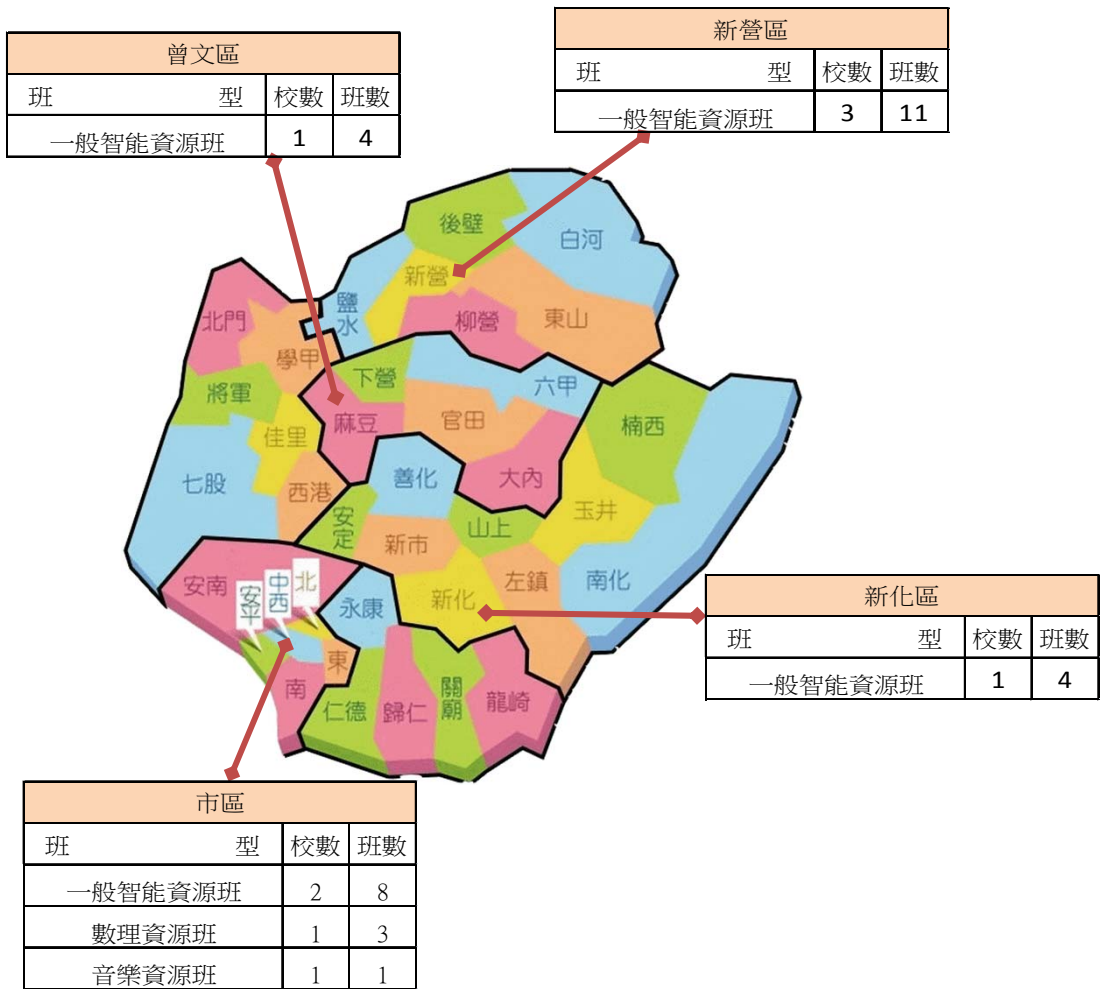 曾文區
班 型 校數 班數
一般智能資源班 1 4
新營區
班 型 校數 班數
一般智能資源班 3 11
後壁
白河
新營
鹽水
柳營
東山
北門
學甲
下營
六甲
將軍
麻豆
官田
楠西
佳里
七股
西港
善化
大內
安定
新市
山上
玉井
安南
安平
中西
北
永康
新化
左鎮
南化
東
南
仁德
歸仁
關廟
龍崎
新化區
班 型 校數 班數
一般智能資源班 1 4
市區
班 型 校數 班數
一般智能資源班 2 8
數理資源班 1 3
音樂資源班 1 1